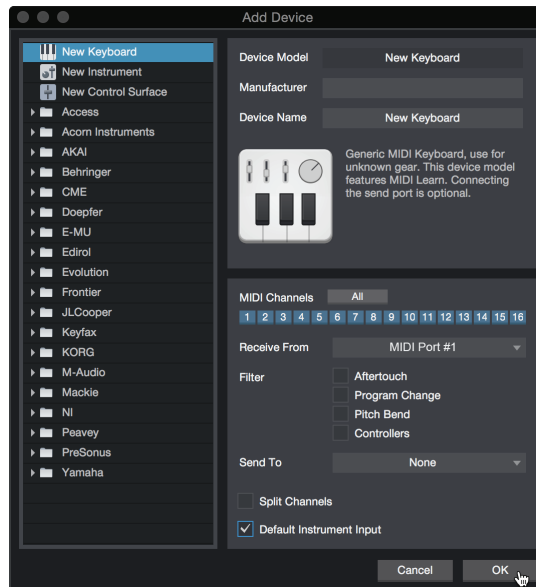 Add Device
New Keyboard
New Instrument
New Control Surface
Access
Acorn Instruments
AKAI
Behringer
CME
Doepfer
E-MU
Edirol
Evolution
Frontier
JLCooper
Keyfax
KORG
M-Audio
Mackie
NI
Peavey
PreSonus
Yamaha
Device Model New Keyboard
Manufacturer
Device Name New Keyboard
Generic MIDI Keyboard, use for
unknown gear. This device model
features MIDI Learn. Connecting
the send port is optional.
MIDI Channels All
1 2 3 4 5 6 7 8 9 10 11 12 13 14 15 16
Receive From MIDI Port #1
Filter Aftertouch
Program Change
Pitch Bend
Controllers
Send To None
Split Channels
Default Instrument Input
Cancel OK